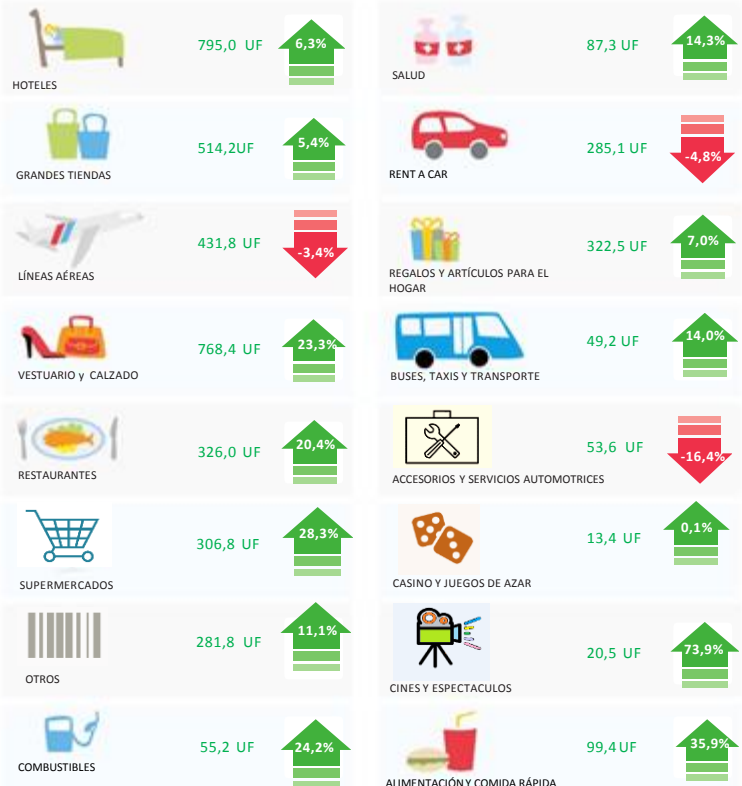 795,0 UF
6,3%
HOTELES
87,3 UF
14,3%
SALUD
514,2UF
5,4%
GRANDES TIENDAS
285,1 UF
-4,8%
RENT A CAR
431,8 UF
-3,4%
LÍNEAS AÉREAS
322,5 UF
7,0%
REGALOS Y ARTÍCULOS PARA EL
HOGAR
768,4 UF
23,3%
VESTUARIO y CALZADO
49,2 UF
14,0%
BUSES, TAXIS Y TRANSPORTE
326,0 UF
20,4%
RESTAURANTES
53,6 UF
-16,4%
ACCESORIOS Y SERVICIOS AUTOMOTRICES
306,8 UF
28,3%
SUPERMERCADOS
13,4 UF
0,1%
CASINO Y JUEGOS DE AZAR
281,8 UF
11,1%
OTROS
20,5 UF
73,9%
CINES Y ESPECTACULOS
55,2 UF
24,2%
COMBUSTIBLES
99,4 UF
35,9%
ALIMENTACIÓN Y COMIDA RÁPIDA